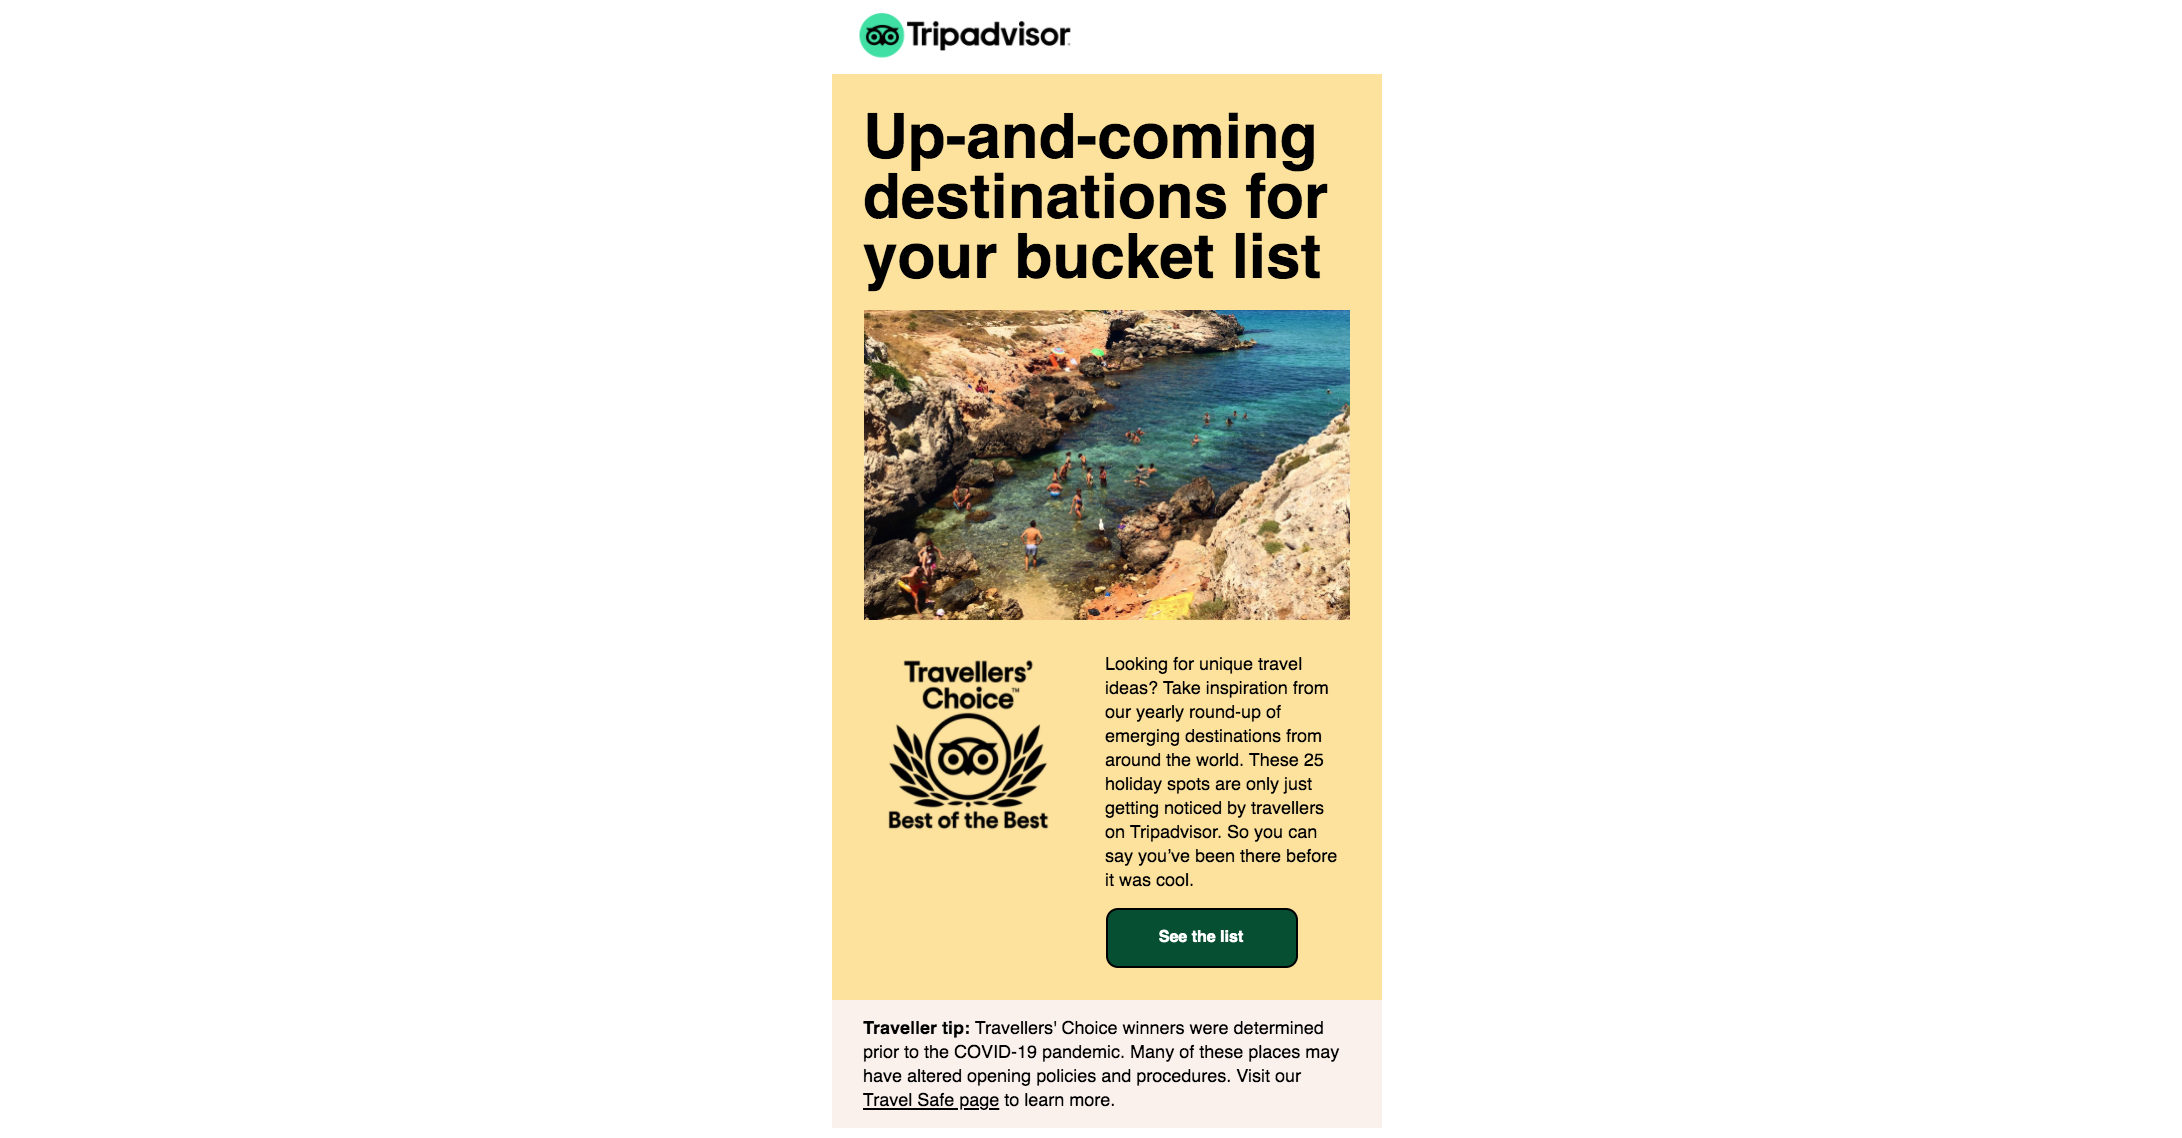 Tripadvisor
Up-and-coming
destinations for
your bucket list
Travellers’
Choice™
Best of the Best
Looking for unique travel
ideas? Take inspiration from
our yearly round-up of
emerging destinations from
around the world. These 25
holiday spots are only just
getting noticed by travellers
on Tripadvisor. So you can
say you’ve been there before
it was cool.
See the list
Traveller tip: Travellers' Choice winners were determined
prior to the COVID-19 pandemic. Many of these places may
have altered opening policies and procedures. Visit our
Travel Safe page to learn more.